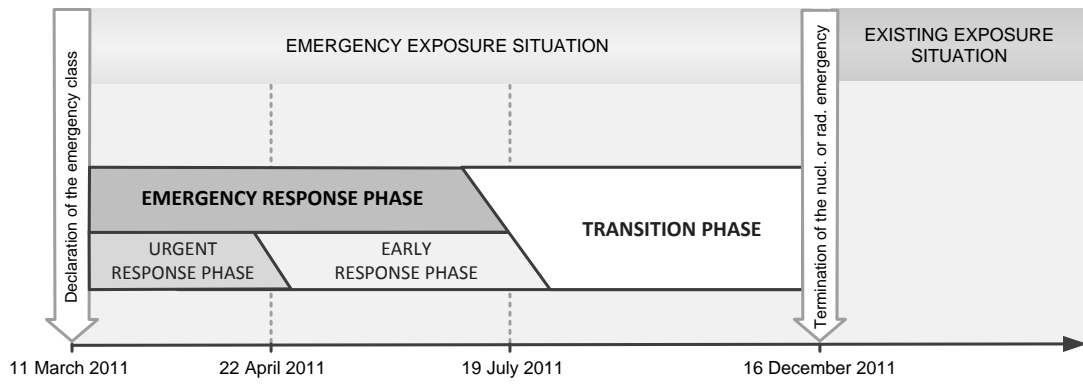 EMERGENCY EXPOSURE SITUATION
EXISTING EXPOSURE
SITUATION
Declaration of the emergency class
Termination of the nucl. or rad. emergency
EMERGENCY RESPONSE PHASE
TRANSITION PHASE
URGENT
RESPONSE PHASE
EARLY
RESPONSE PHASE
11 March 2011
22 April 2011
19 July 2011
16 December 2011